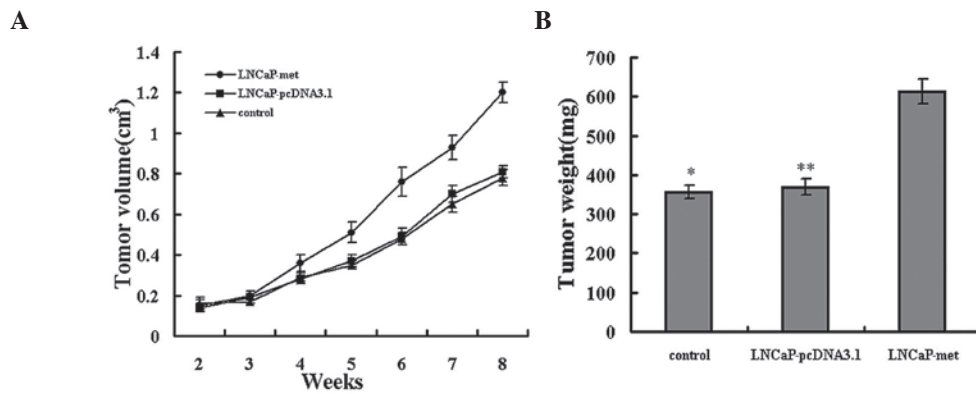 A
B
Tomor volume(cm3)
1.4
1.2
1
0.8
0.6
0.4
0.2
0
LNCaP-met
LNCaP-pcDNA3.1
control
2 3 4 5 6 7 8
Weeks
Tumor weight(mg)
700
600
500
400
300
200
100
0
*
**
control LNCaP-pcDNA3.1 LNCaP-met